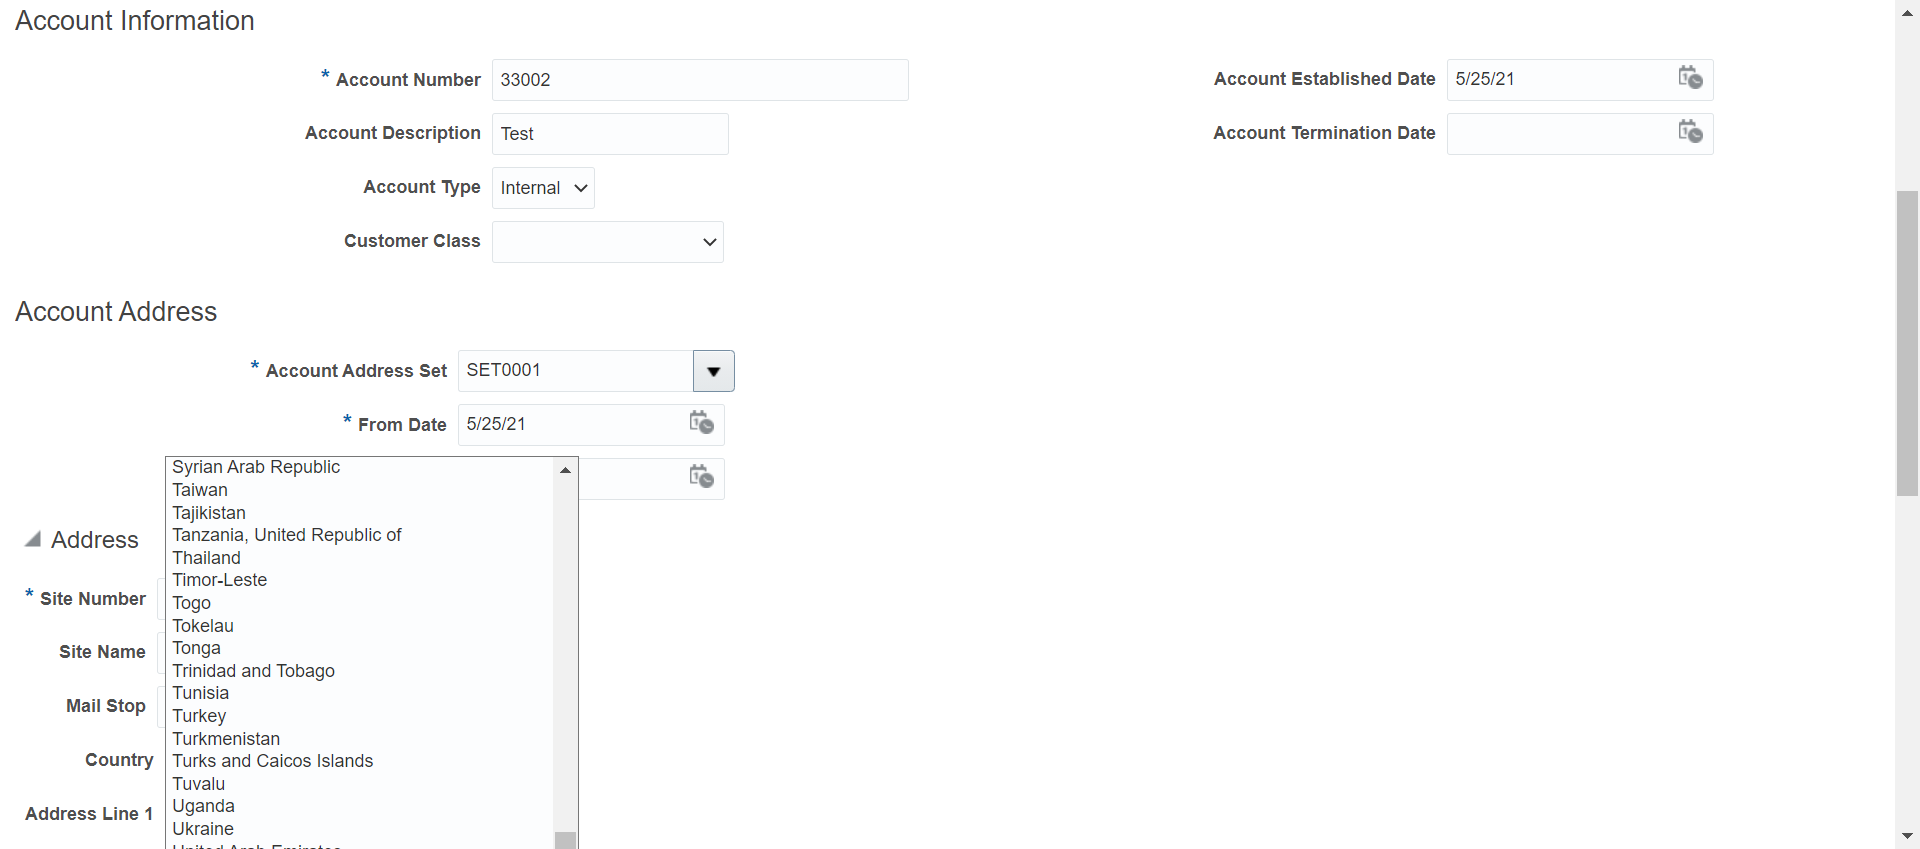 Account Information
* Account Number 33002
Account Established Date 5/25/21
Account Description Test
Account Termination Date
Account Type Internal
Customer Class
Account Address
* Account Address Set SET0001
* From Date 5/25/21
Syrian Arab Republic
Taiwan
Tajikistan
Tanzania, United Republic of
Thailand
Timor-Leste
Togo
Tokelau
Tonga
Trinidad and Tobago
Tunisia
Turkey
Turkmenistan
Turks and Caicos Islands
Tuvalu
Uganda
Ukraine
United Arab Emirates
Address
* Site Number
Site Name
Mail Stop
Country
Address Line 1